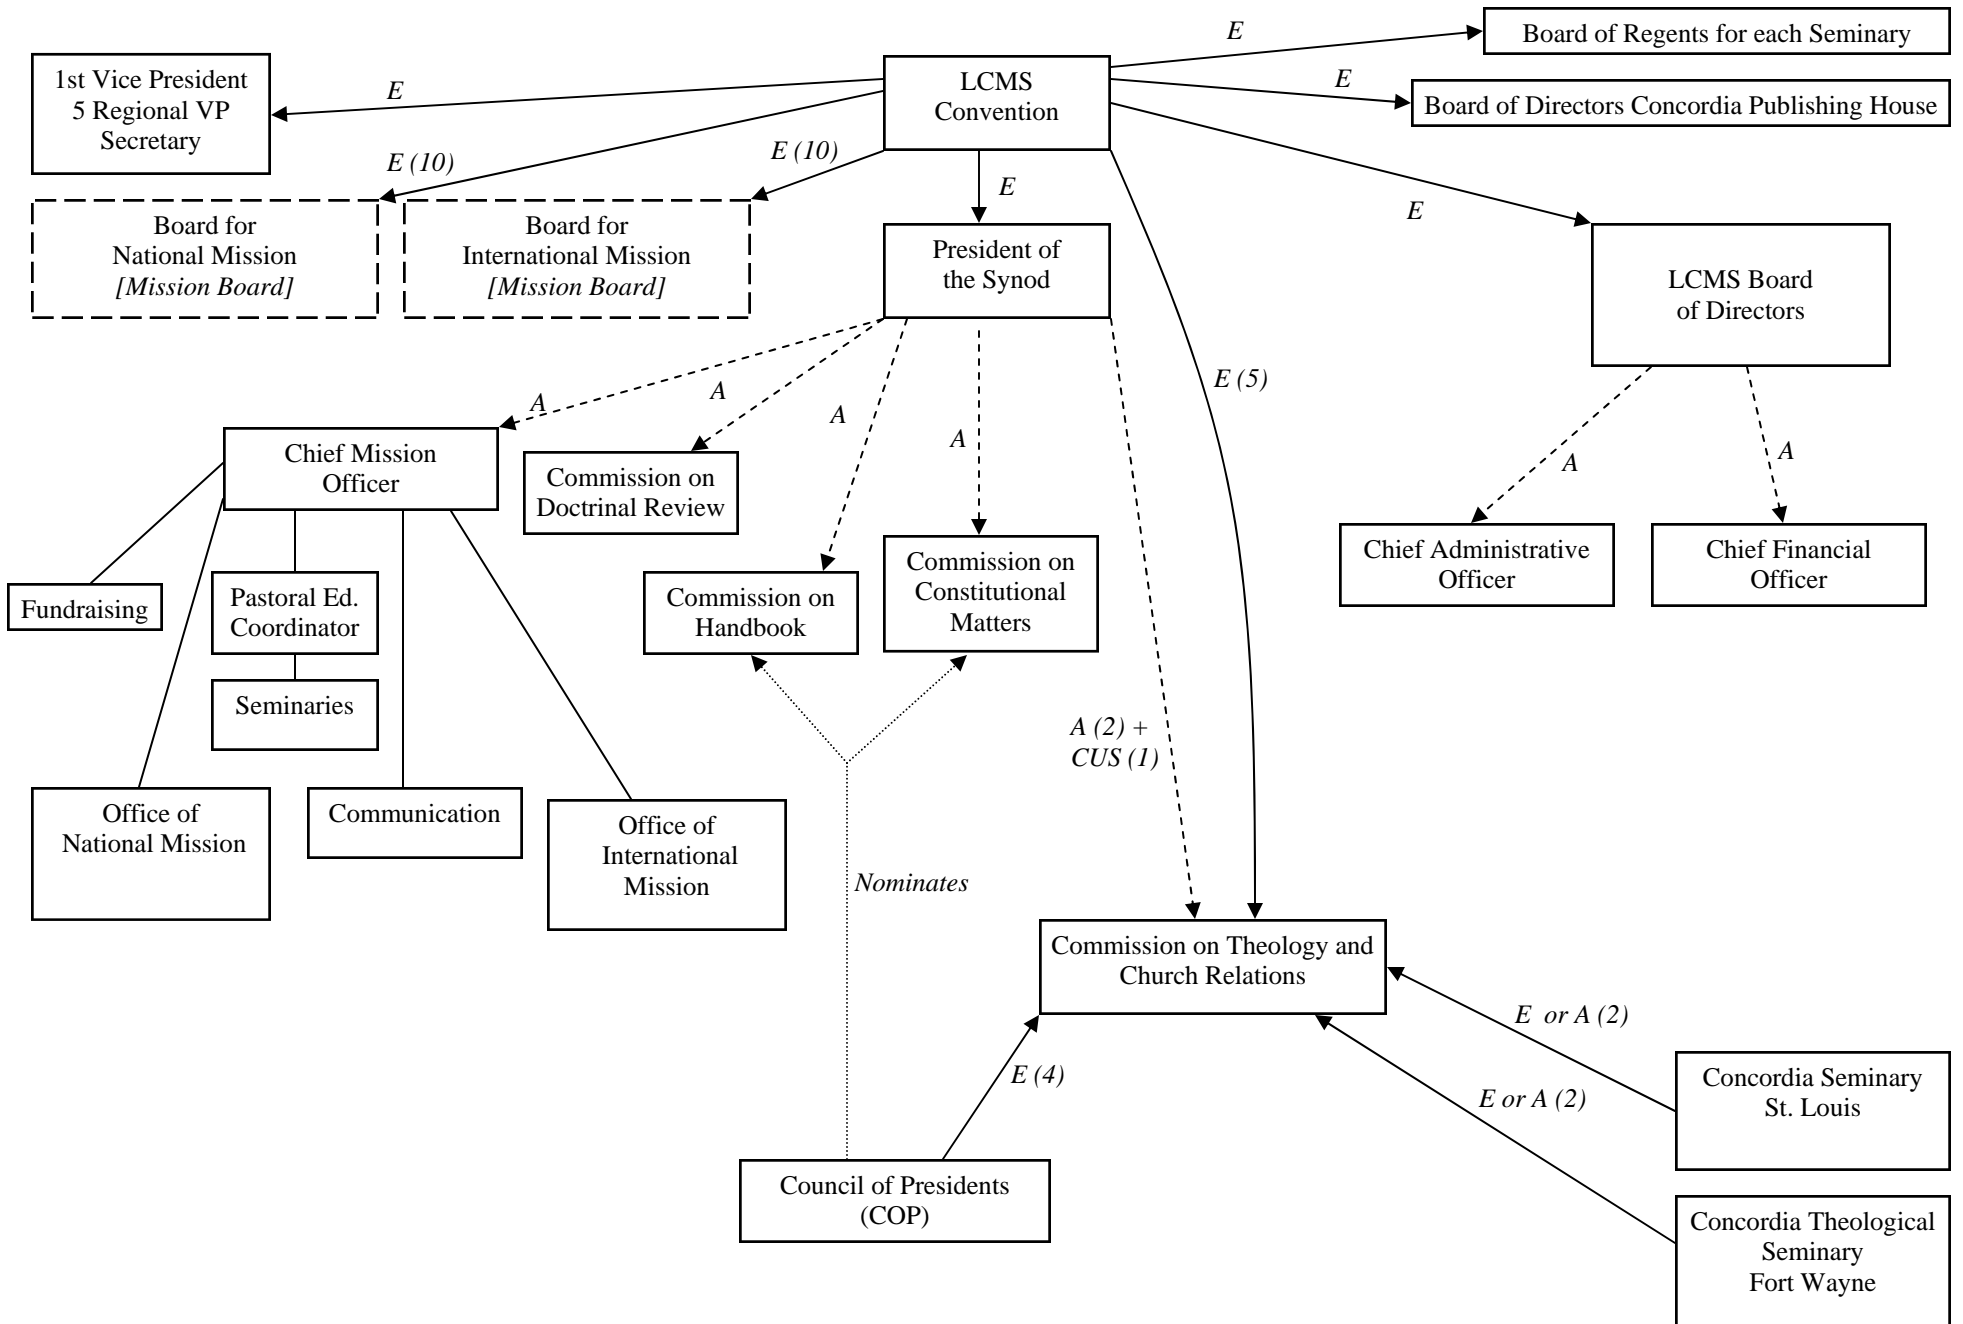 E
Board of Regents for each Seminary
1st Vice President
5 Regional VP
Secretary
E
LCMS
Convention
E
Board of Directors Concordia Publishing House
E (10)
E (10)
E
E
Board for
National Mission
[Mission Board]
Board for
International Mission
[Mission Board]
President of
the Synod
LCMS Board
of Directors
A
A
A
A
E (5)
A
A
Chief Mission
Officer
Commission on
Doctrinal Review
Commission on
Handbook
Commission on
Constitutional
Matters
Chief Administrative
Officer
Chief Financial
Officer
Fundraising
Pastoral Ed.
Coordinator
Seminaries
A (2) +
CUS (1)
Office of
National Mission
Communication
Office of
International
Mission
Nominates
Commission on Theology and
Church Relations
E or A (2)
E (4)
E or A (2)
Concordia Seminary
St. Louis
Council of Presidents
(COP)
Concordia Theological
Seminary
Fort Wayne